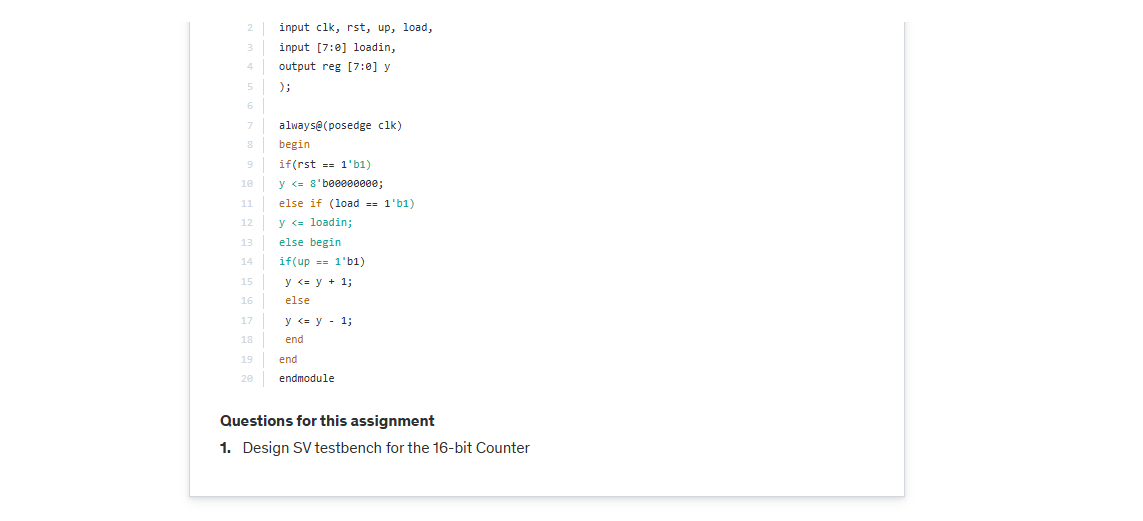 2 input clk, rst, up, load,
3 input [7:0] loadin,
4 output reg [7:0] y
5 );
6
7 always@(posedge clk)
8 begin
9 if(rst == 1'b1)
10 y <= 8'b00000000;
11 else if (load == 1'b1)
12 y <= loadin;
13 else begin
14 if(up == 1'b1)
15 y <= y + 1;
16 else
17 y <= y - 1;
18 end
19 end
20 endmodule
Questions for this assignment
1. Design SV testbench for the 16-bit Counter